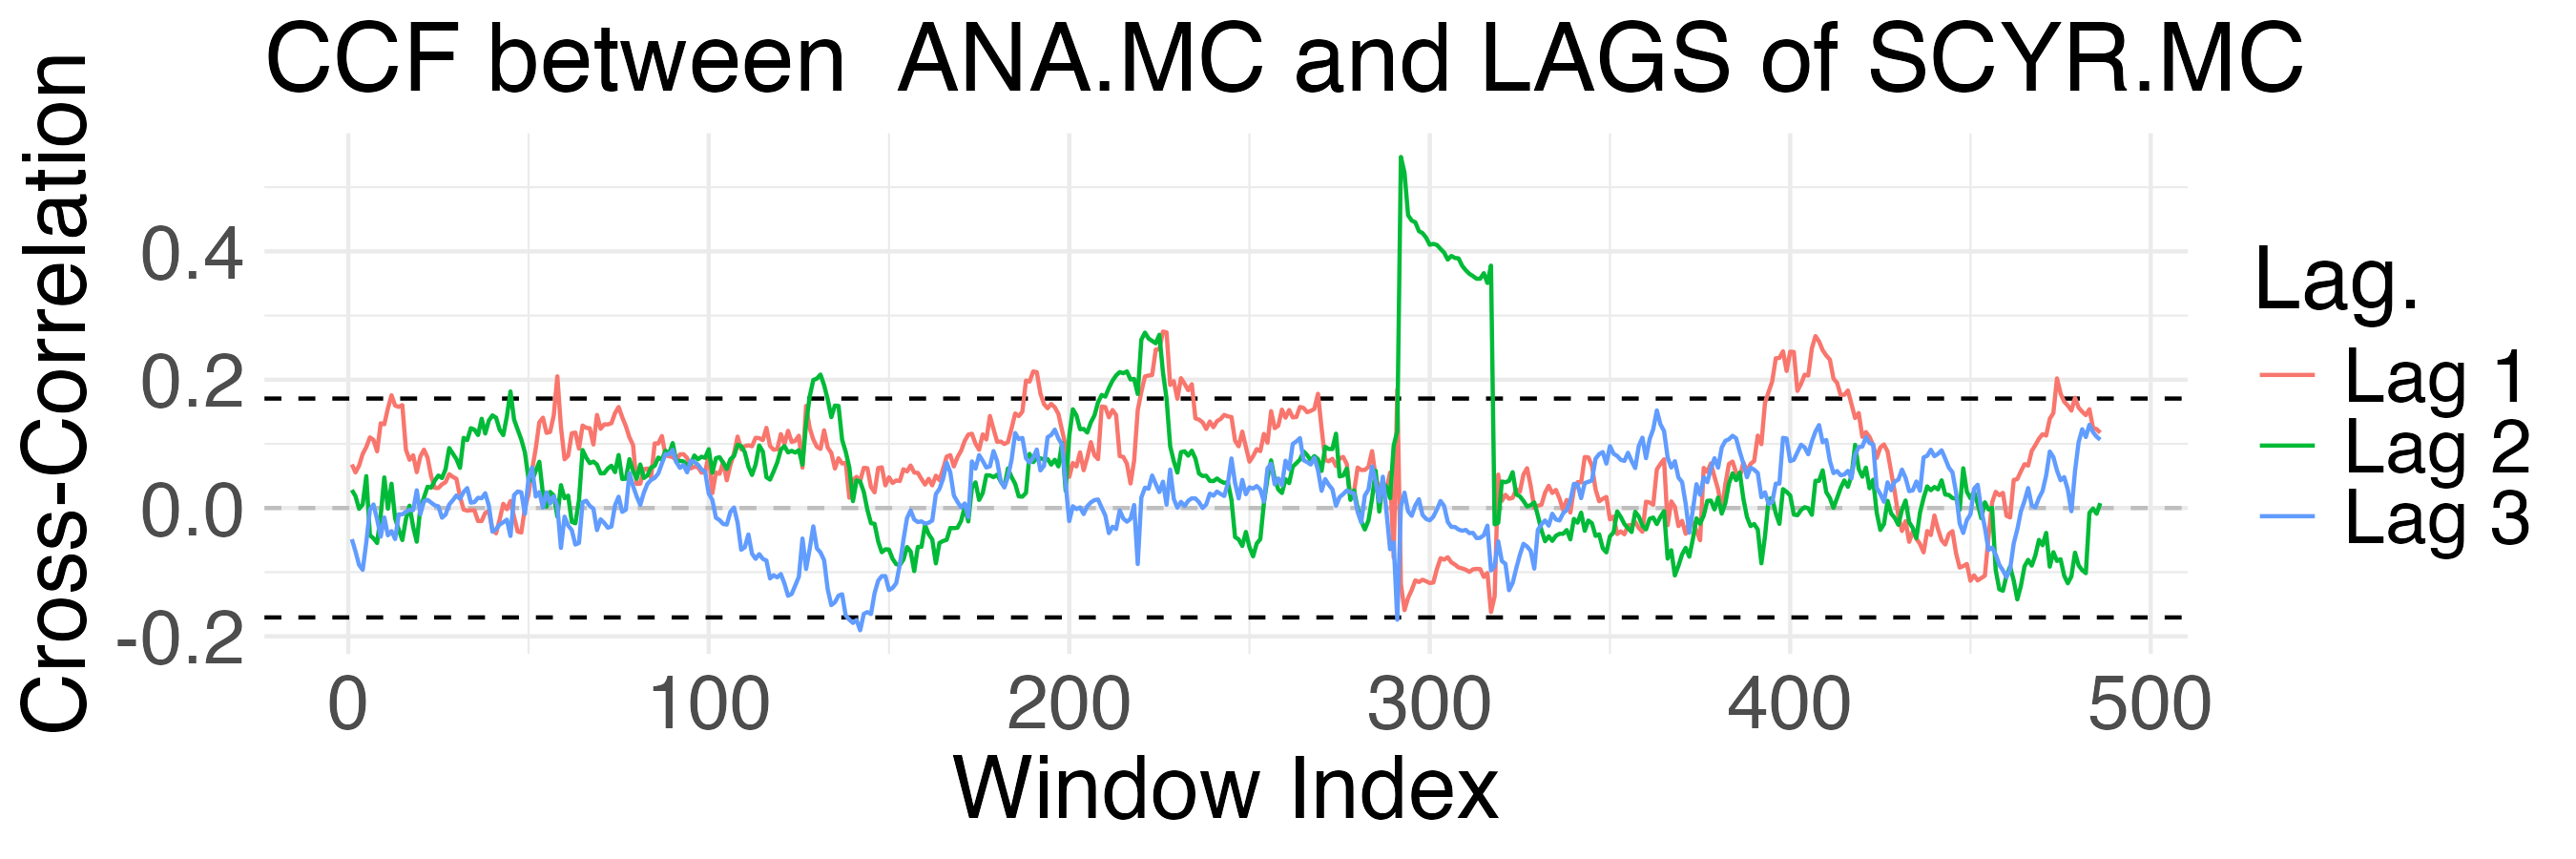 CCF between  ANA.MC and LAGS of SCYR.MC
Cross-Correlation
0.4
0.2
0.0
-0.2
0
100
200
300
400
500
Window Index
Lag.
Lag 1
Lag 2
Lag 3